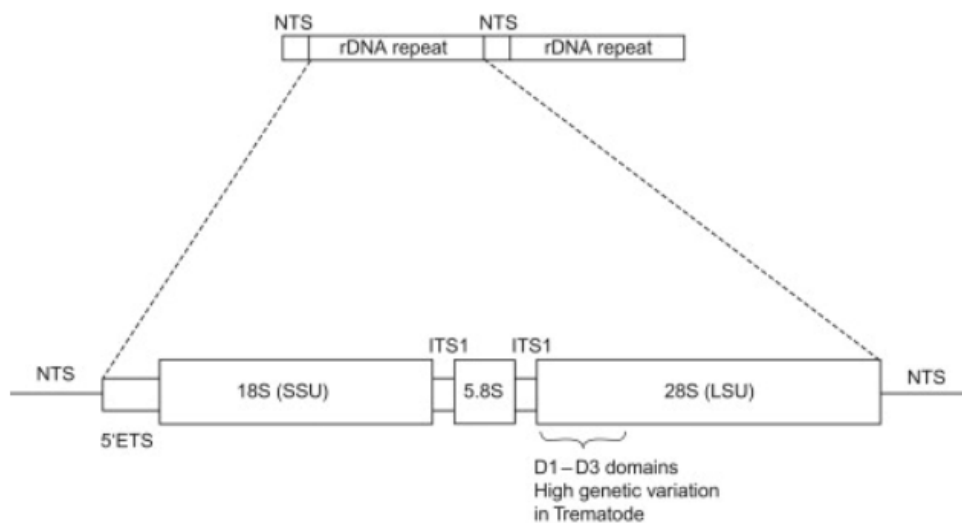 NTS NTS
rDNA repeat rDNA repeat
ITS1 ITS1
NTS 18S (SSU) 5.8S 28S (LSU) NTS
5'ETS
D1–D3 domains
High genetic variation
in Trematode